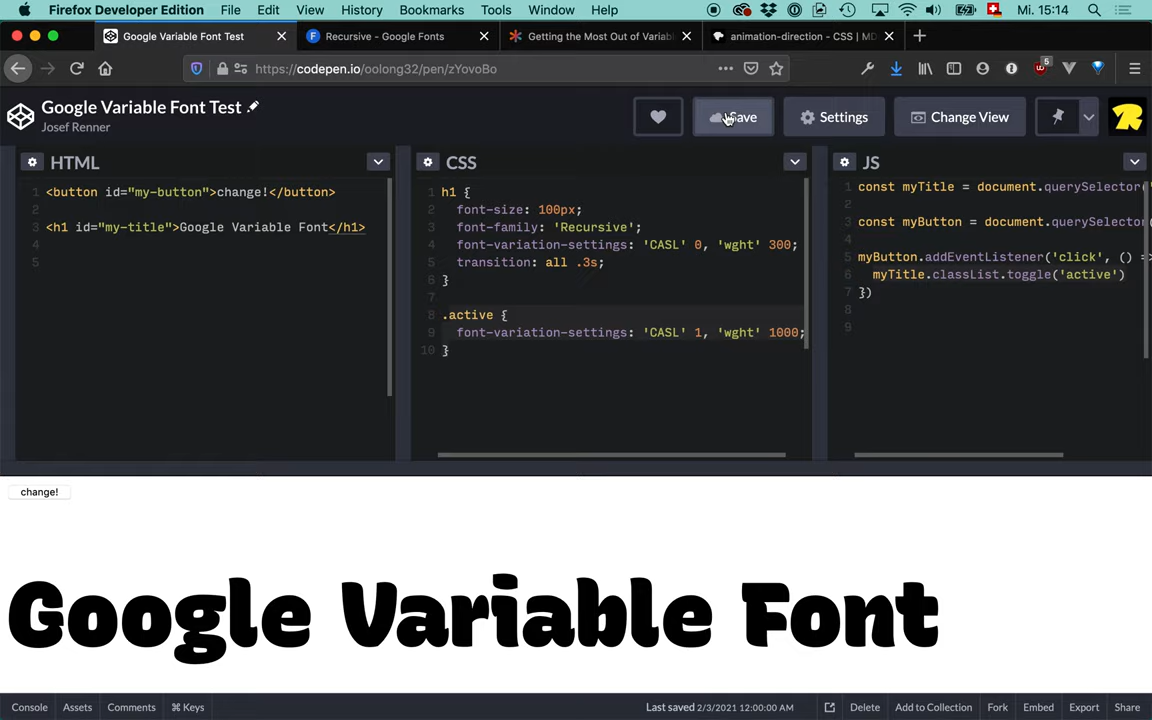 Firefox Developer Edition File Edit View History Bookmarks Tools Window Help Mi. 15:14
Google Variable Font Test Recursive - Google Fonts Getting the Most Out of Variab animation-direction - CSS | MD
https://codepen.io/oolong32/pen/zYovoBo 5
Google Variable Font Test
Josef Renner
Save Settings Change View
HTML
1 <button id="my-button">change!</button>
2
3 <h1 id="my-title">Google Variable Font</h1>
4
5
CSS
1 h1 {
2 font-size: 100px;
3 font-family: 'Recursive';
4 font-variation-settings: 'CASL' 0, 'wght' 300;
5 transition: all .3s;
6 }
7
8 .active {
9 font-variation-settings: 'CASL' 1, 'wght' 1000;
10 }
JS
1 const myTitle = document.querySelector(
2
3 const myButton = document.querySelector(
4
5 myButton.addEventListener('click', () =>
6 myTitle.classList.toggle('active')
7 })
8
9
change!
Google Variable Font
Console Assets Comments ⌘ Keys Last saved 2/3/2021 12:00:00 AM Delete Add to Collection Fork Embed Export Share